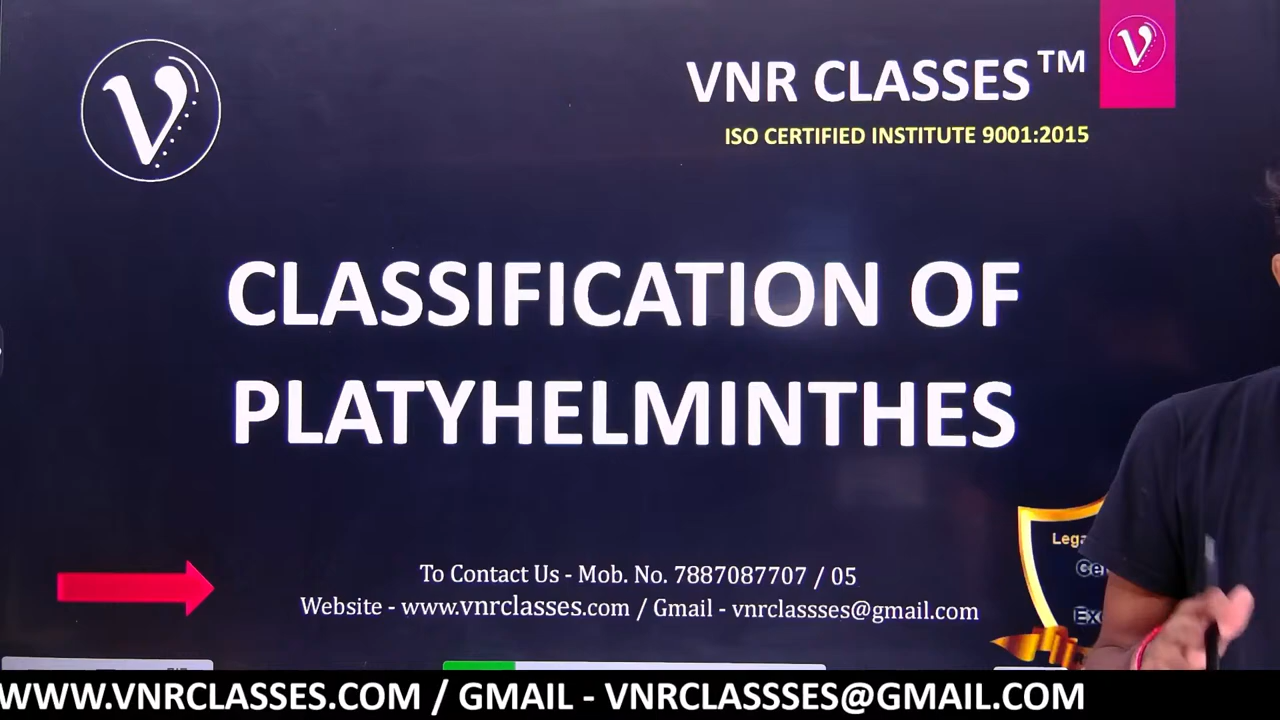 VNR CLASSES™
ISO CERTIFIED INSTITUTE 9001:2015
CLASSIFICATION OF
PLATYHELMINTHES
To Contact Us - Mob. No. 7887087707 / 05
Website - www.vnrclasses.com / Gmail - vnrclassses@gmail.com
WWW.VNRCLASSES.COM / GMAIL - VNRCLASSSES@GMAIL.COM